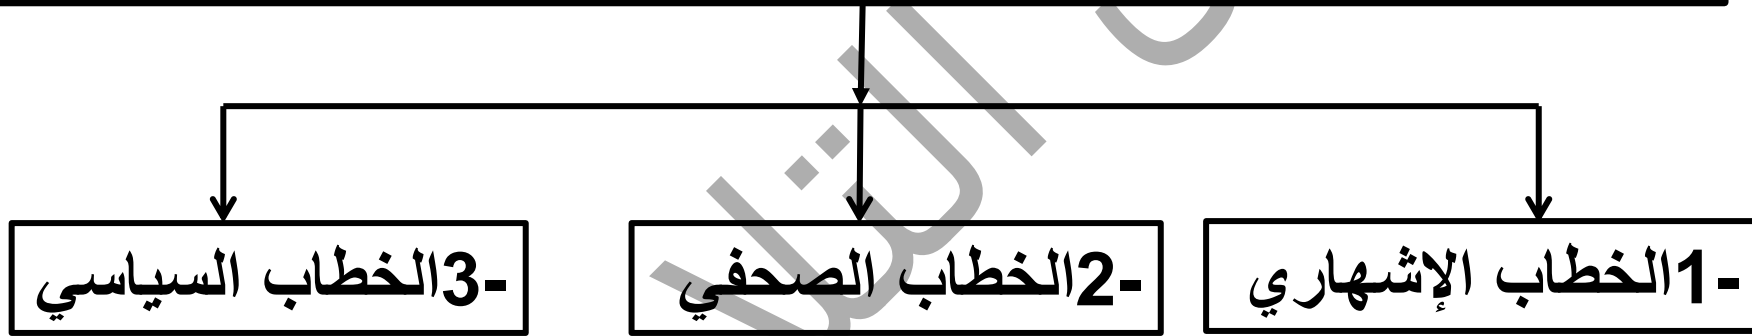 1-الخطاب الإشهاري
2-الخطاب الصحفي
3-الخطاب السياسي